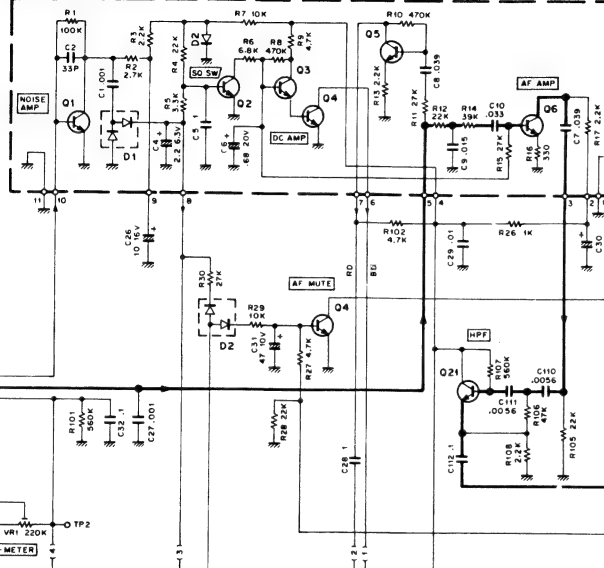 R1
100K
C2
33P
C1 .001
R2
2.7K
R3
2.2K
R4 22K
D2
R7 10K
R6
6.8K
R8
470K
R9
4.7K
R10 470K
Q5
C8 .039
AF AMP
NOISE
AMP
Q1
SQ SW
R5
3.3K
Q2
Q3
Q4
R13 2.2K
R11 27K
R12
22K
R14
39K
C10
.033
Q6
C7 .039
R17 2.2K
D1
C4
2.2 6.3V
C5 .1
C6
.68 20V
DC AMP
C9 .015
R15 27K
R16
330
11
10
9
8
7
6
5
4
3
2
C26
10 16V
R102
4.7K
C29 .01
R26 1K
C30
R30
27K
RD
BD
AF MUTE
R29
10K
Q4
D2
C31
47 10V
R27 4.7K
HPF
Q21
R107
560K
C110
.0056
C111
.0056
R106
47K
R105 22K
R101
560K
C32 .1
C27 .001
R28 22K
C28 .1
C112 .1
R108
2.2K
VR1 220K
TP2
-METER
4
3
2
1